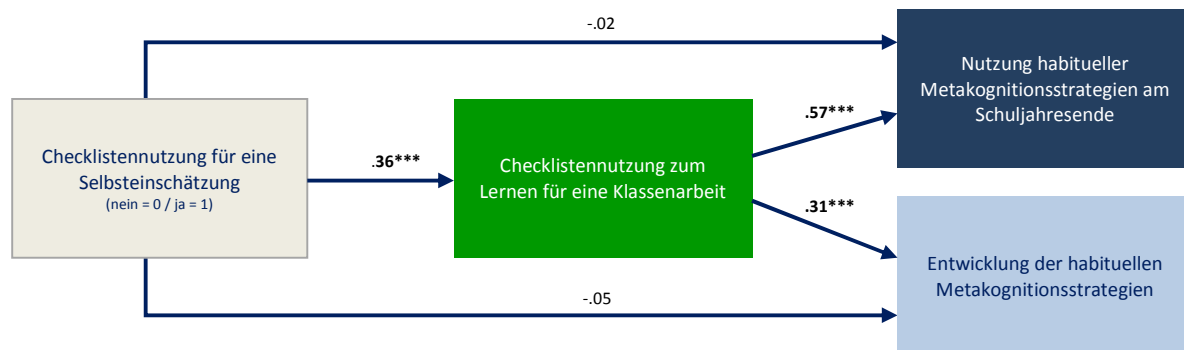 -.02
Nutzung habitueller
Metakognitionsstrategien am
Schuljahresende
.57***
Checklistennutzung für eine
Selbsteinschätzung
(nein = 0 / ja = 1)
.36***
Checklistennutzung zum
Lernen für eine Klassenarbeit
.31***
Entwicklung der habituellen
Metakognitionsstrategien
-.05